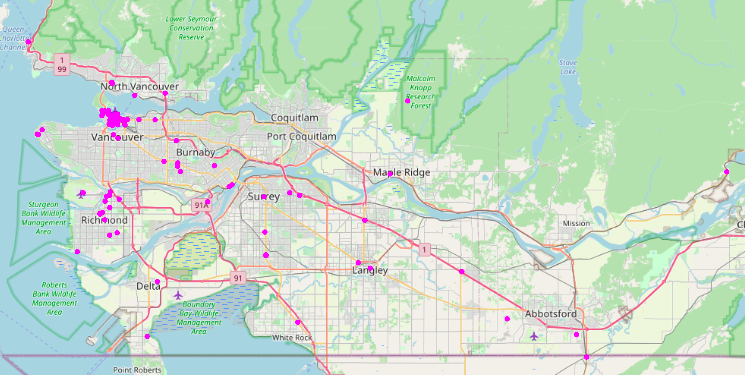 Lower Seymour
Conservation
Reserve
Queen
Charlotte
Channel
1
99
Malcolm
Knapp
Research
Forest
Stave
Lake
North Vancouver
Coquitlam
Vancouver
Port Coquitlam
Burnaby
Maple Ridge
Surrey
91A
Sturgeon
Bank Wildlife
Management
Area
Richmond
Mission
1
Langley
91
Roberts
Bank Wildlife
Management
Area
Delta
Boundary
Bay Wildlife
Management
Area
Abbotsford
White Rock
Point Roberts